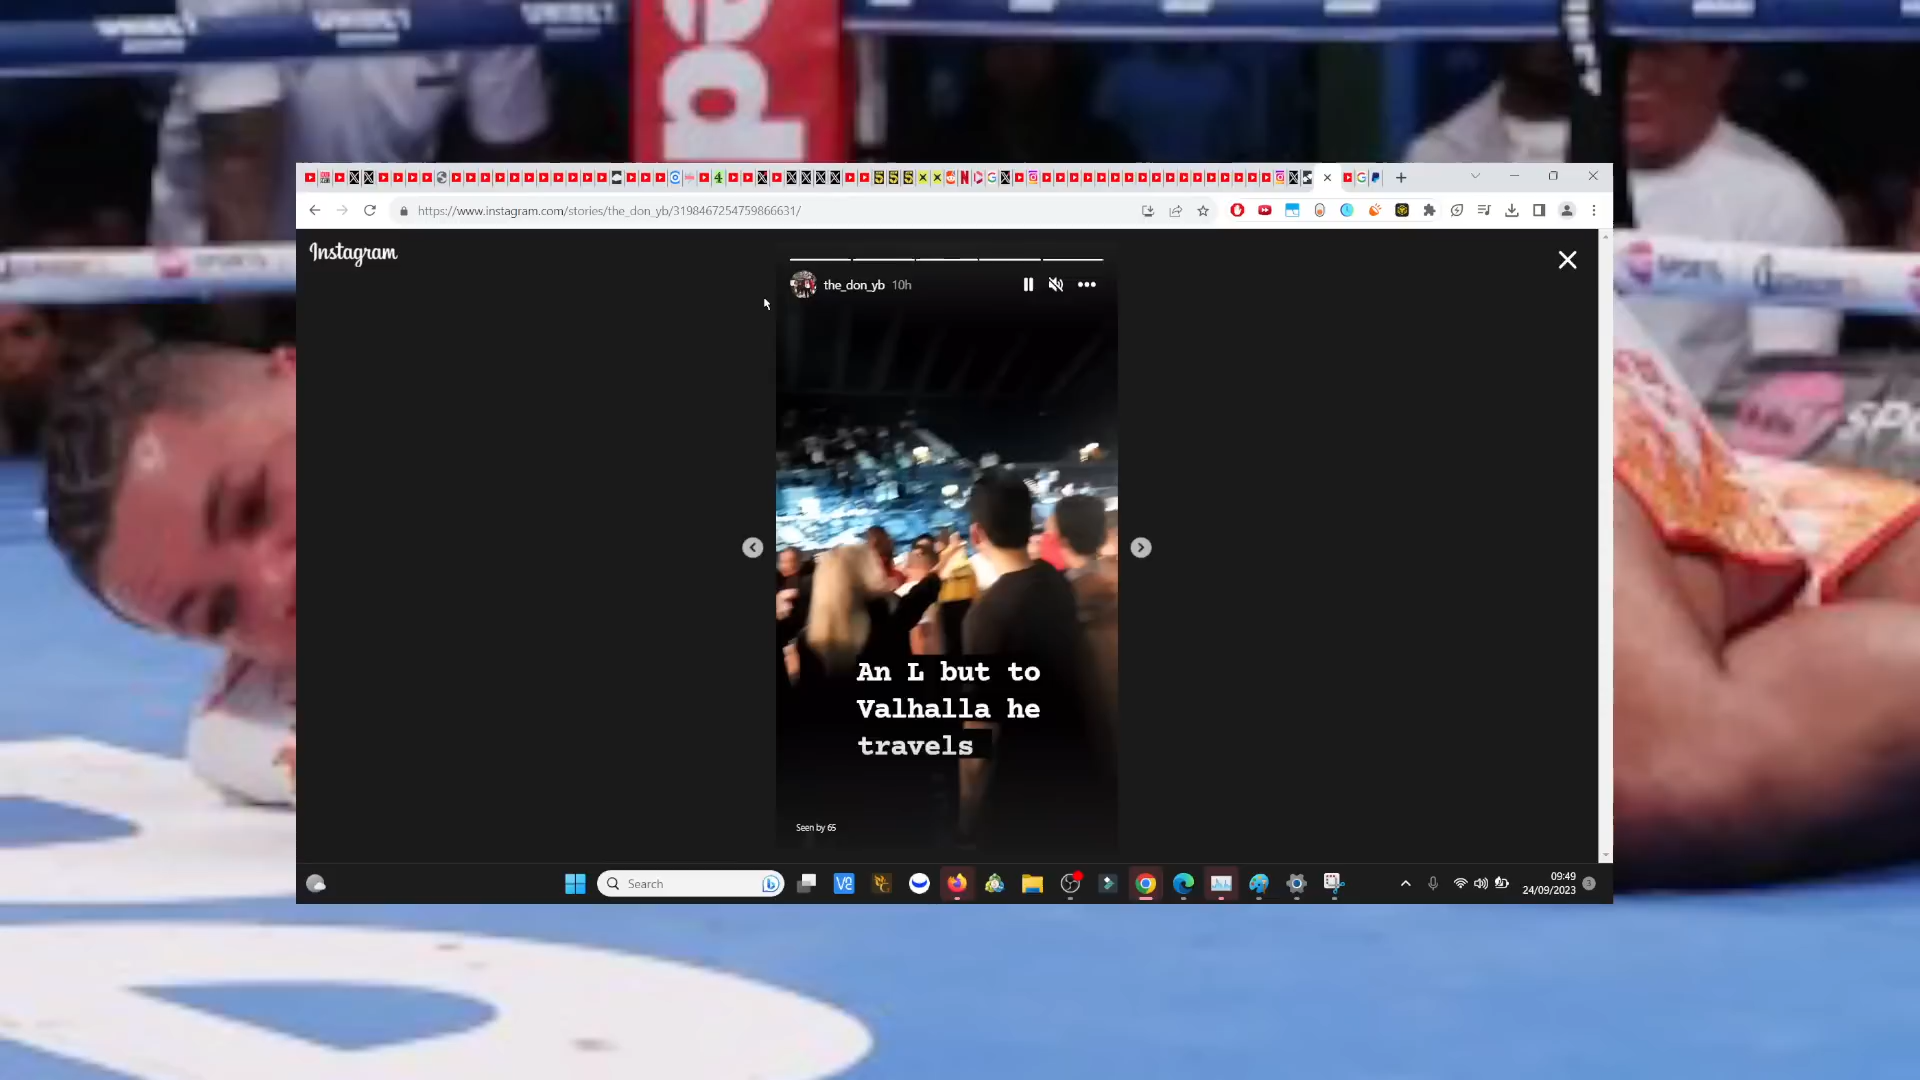 https://www.instagram.com/stories/the_don_yb/3198467254759866631/
Instagram
the_don_yb 10h
An L but to
Valhalla he
travels
Seen by 65
Search
09:49
24/09/2023
3